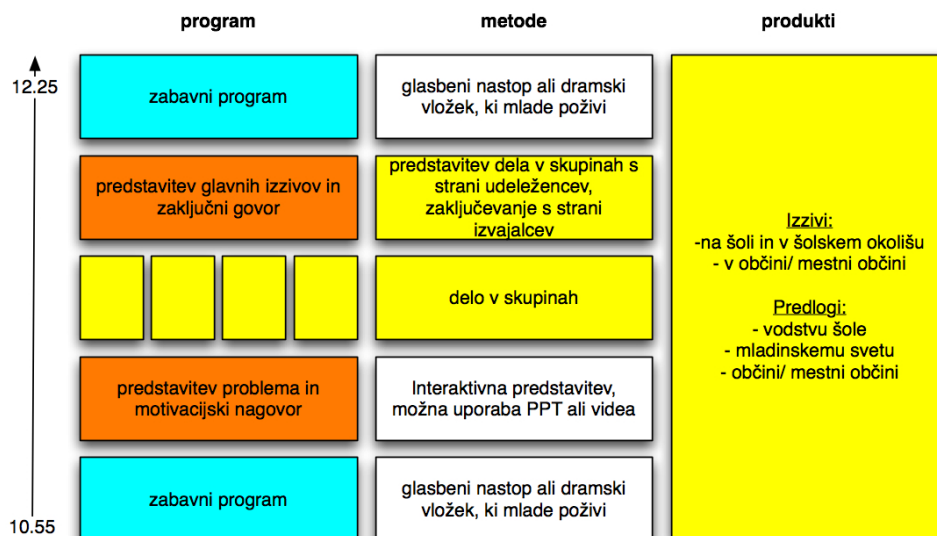 program
metode
produkti
12.25
zabavni program
glasbeni nastop ali dramski
vložek, ki mlade poživi
predstavitev glavnih izzivov in
zaključni govor
predstavitev dela v skupinah s
strani udeležencev,
zaključevanje s strani
izvajalcev
delo v skupinah
predstavitev problema in
motivacijski nagovor
Interaktivna predstavitev,
možna uporaba PPT ali videa
zabavni program
glasbeni nastop ali dramski
vložek, ki mlade poživi
10.55
Izzivi:
-na šoli in v šolskem okolišu
- v občini/ mestni občini
Predlogi:
- vodstvu šole
- mladinskemu svetu
- občini/ mestni občini